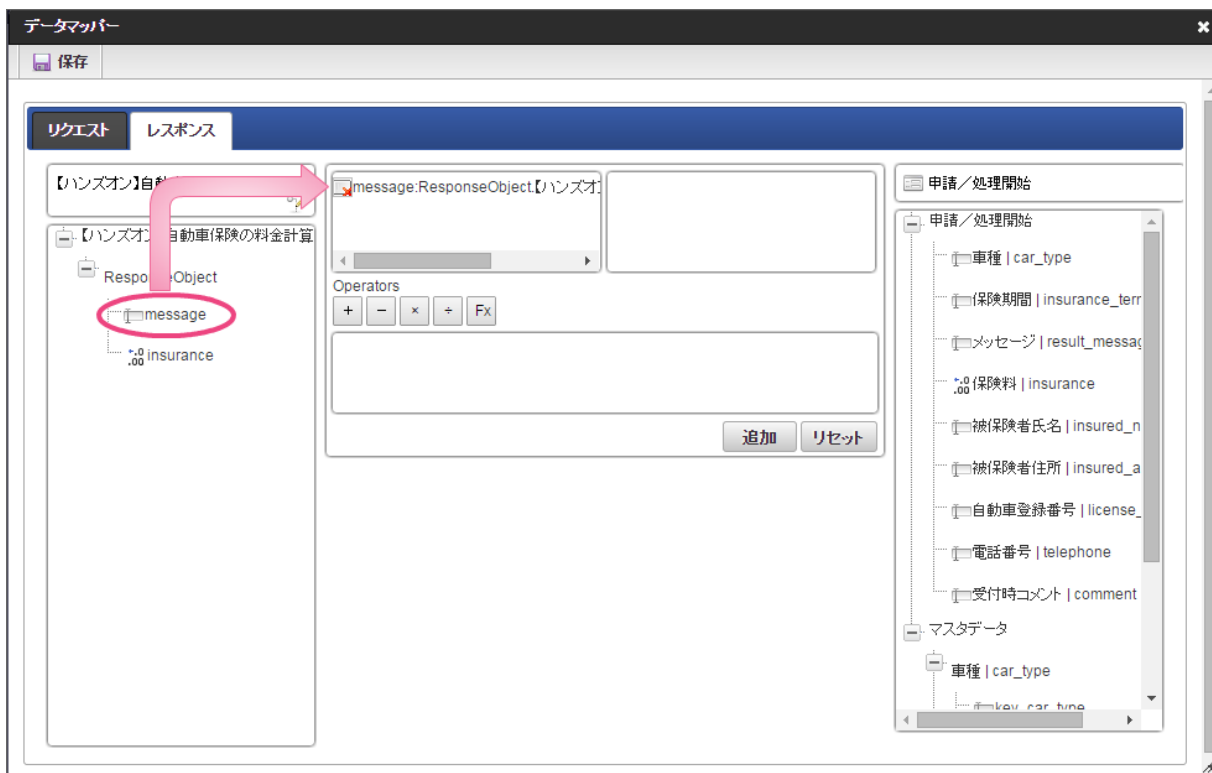 データマッパー
保存
リクエスト
レスポンス
【ハンズオン】自動
【ハンズオン】自動車保険の料金計算
ResponseObject
message
insurance
message:ResponseObject.【ハンズオ
Operators
+ − × ÷ Fx
追加
リセット
申請／処理開始
申請／処理開始
車種 | car_type
保険期間 | insurance_terr
メッセージ | result_messag
保険料 | insurance
被保険者氏名 | insured_n
被保険者住所 | insured_a
自動車登録番号 | license_
電話番号 | telephone
受付時コメント | comment
マスタデータ
車種 | car_type
key_car_type